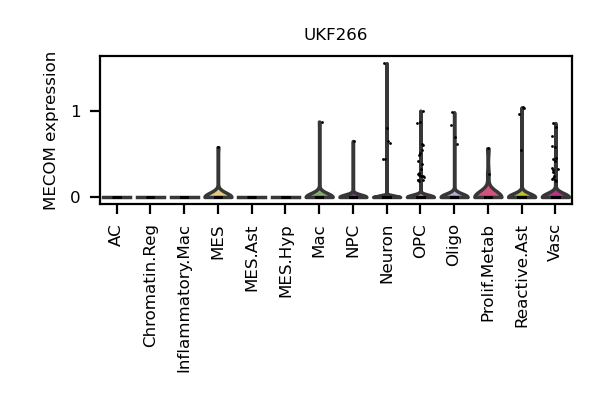 UKF266
MECOM expression
1
0
AC
Chromatin.Reg
Inflammatory.Mac
MES
MES.Ast
MES.Hyp
Mac
NPC
Neuron
OPC
Oligo
Prolif.Metab
Reactive.Ast
Vasc